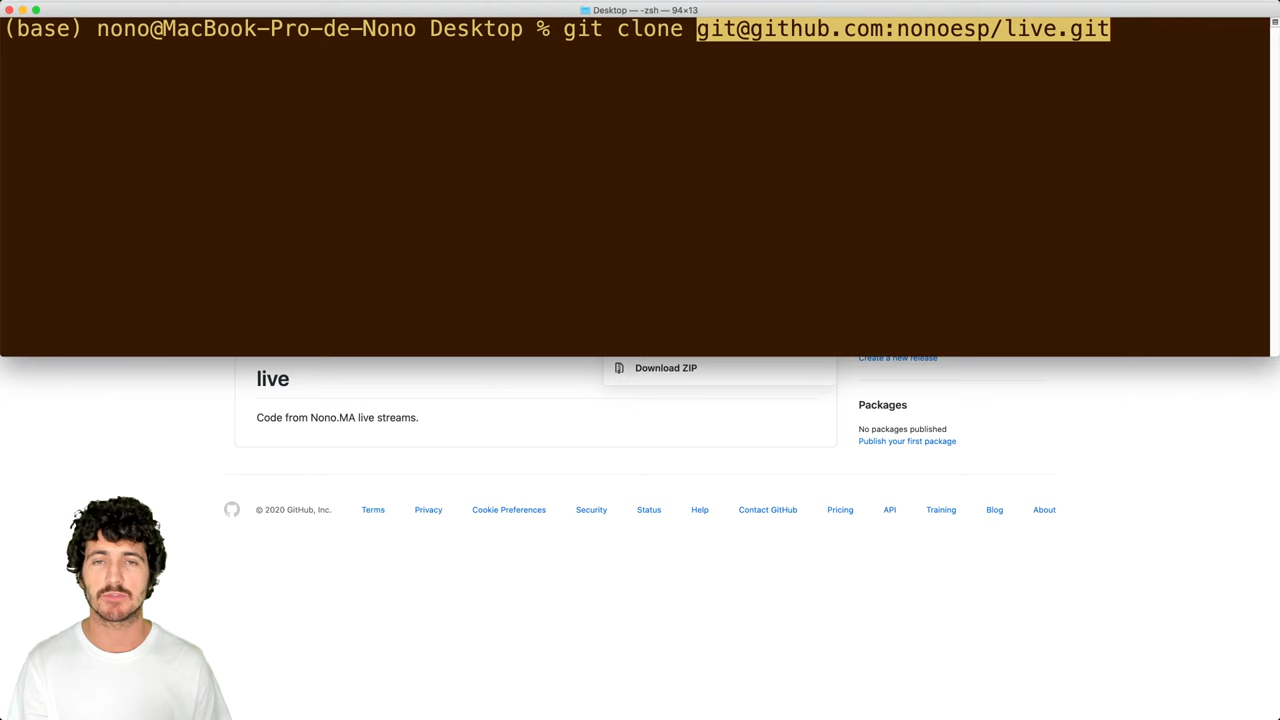 Desktop — -zsh — 94×13
(base) nono@MacBook-Pro-de-Nono Desktop % git clone git@github.com:nonoesp/live.git
Create a new release
Download ZIP
live
Code from Nono.MA live streams.
Packages
No packages published
Publish your first package
© 2020 GitHub, Inc. Terms Privacy Cookie Preferences Security Status Help Contact GitHub Pricing API Training Blog About